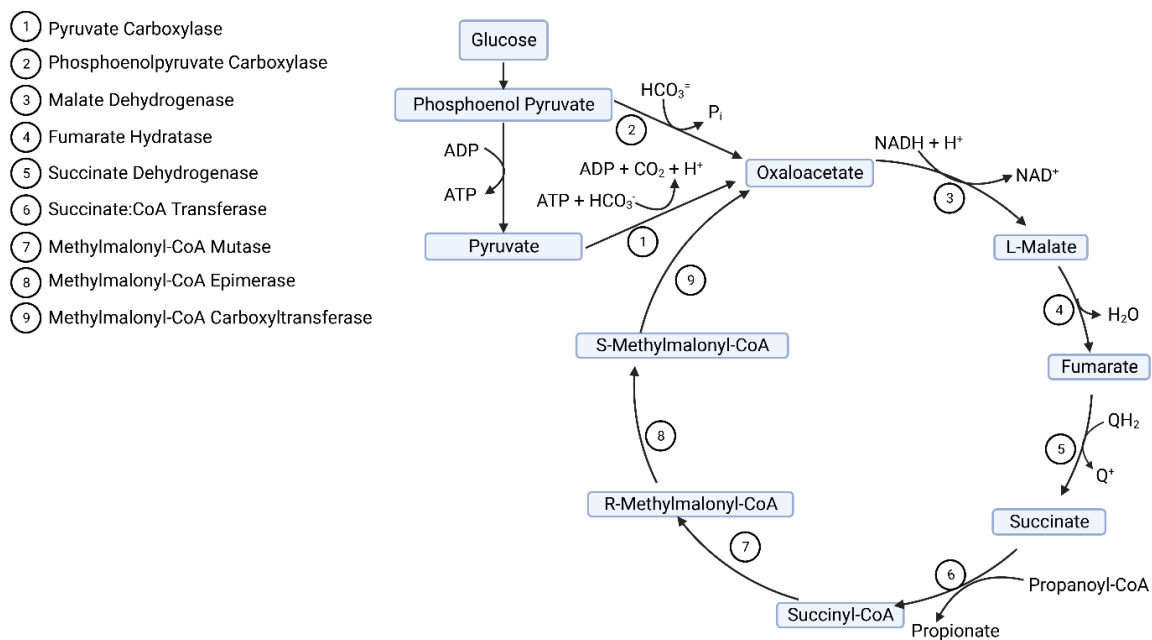 1 Pyruvate Carboxylase
2 Phosphoenolpyruvate Carboxylase
3 Malate Dehydrogenase
4 Fumarate Hydratase
5 Succinate Dehydrogenase
6 Succinate:CoA Transferase
7 Methylmalonyl-CoA Mutase
8 Methylmalonyl-CoA Epimerase
9 Methylmalonyl-CoA Carboxyltransferase
Glucose
Phosphoenol Pyruvate
HCO₃⁼
Pᵢ
2
ADP
ATP
ADP + CO₂ + H⁺
ATP + HCO₃⁻
Pyruvate
1
Oxaloacetate
NADH + H⁺
NAD⁺
3
L-Malate
4
H₂O
Fumarate
QH₂
5
Q⁺
Succinate
6
Propanoyl-CoA
Propionate
Succinyl-CoA
7
R-Methylmalonyl-CoA
8
S-Methylmalonyl-CoA
9